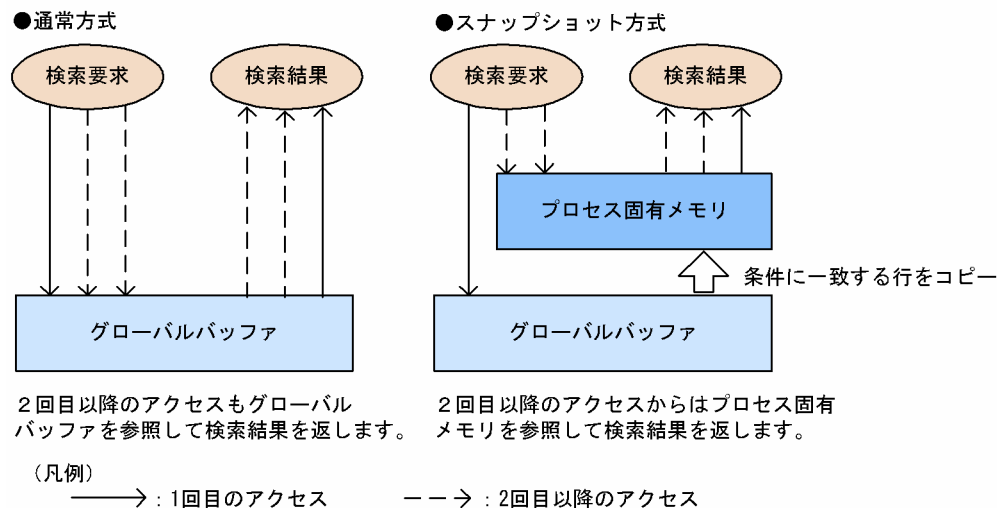 ●通常方式
検索要求
検索結果
グローバルバッファ
２回目以降のアクセスもグローバル
バッファを参照して検索結果を返します。
●スナップショット方式
検索要求
検索結果
プロセス固有メモリ
条件に一致する行をコピー
グローバルバッファ
２回目以降のアクセスからはプロセス固有
メモリを参照して検索結果を返します。
（凡例）
：1回目のアクセス
：2回目以降のアクセス